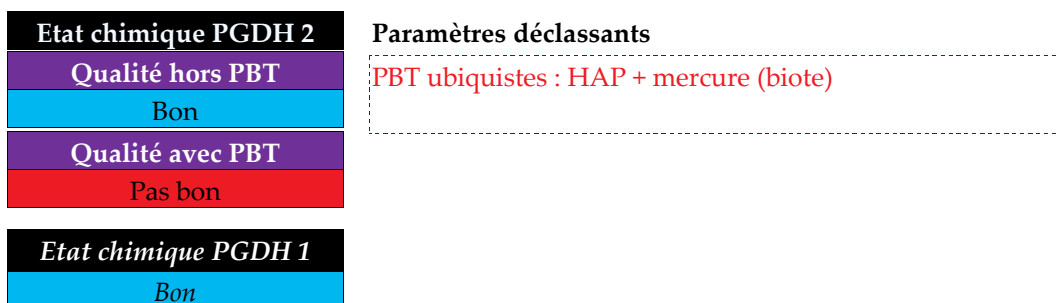 Etat chimique PGDH 2
Paramètres déclassants
Qualité hors PBT
PBT ubiquistes : HAP + mercure (biote)
Bon
Qualité avec PBT
Pas bon
Etat chimique PGDH 1
Bon